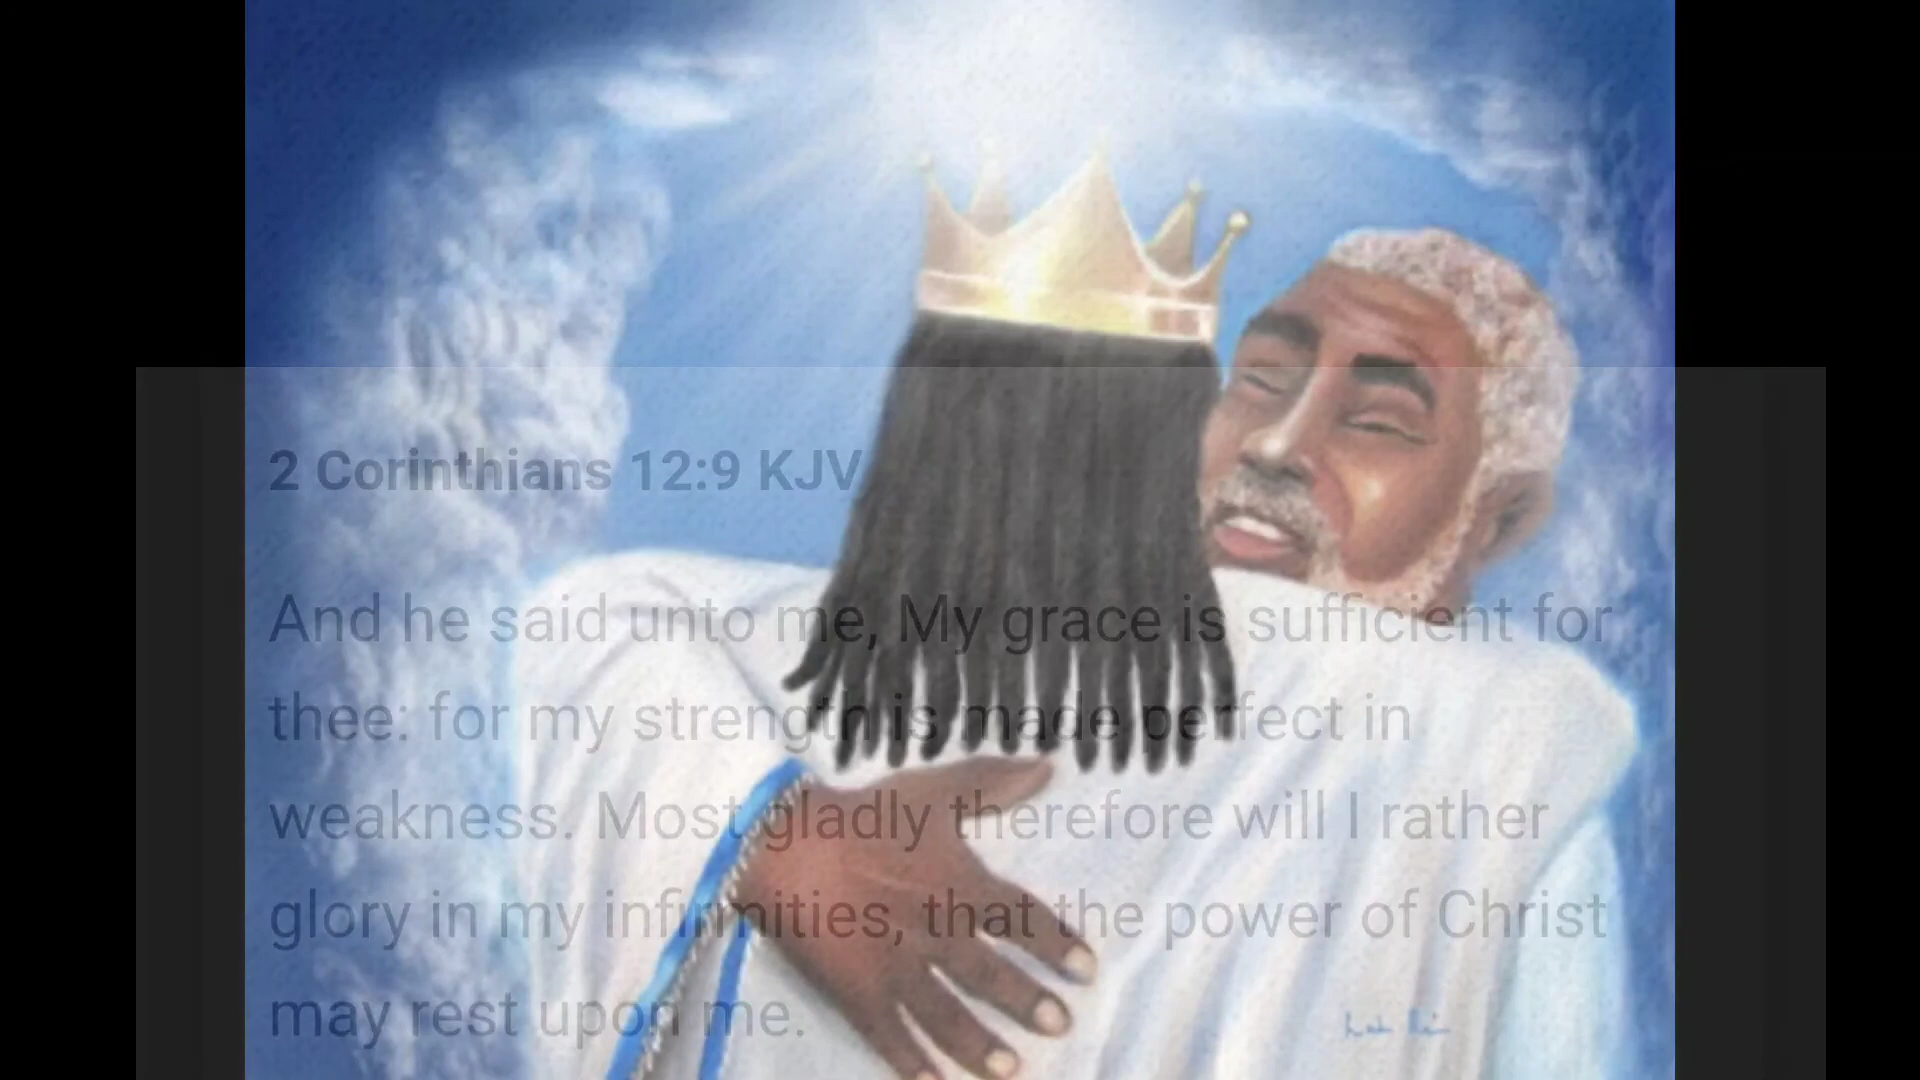 2 Corinthians 12:9 KJV
And he said unto me, My grace is sufficient for
thee: for my strength is made perfect in
weakness. Most gladly therefore will I rather
glory in my infirmities, that the power of Christ
may rest upon me.